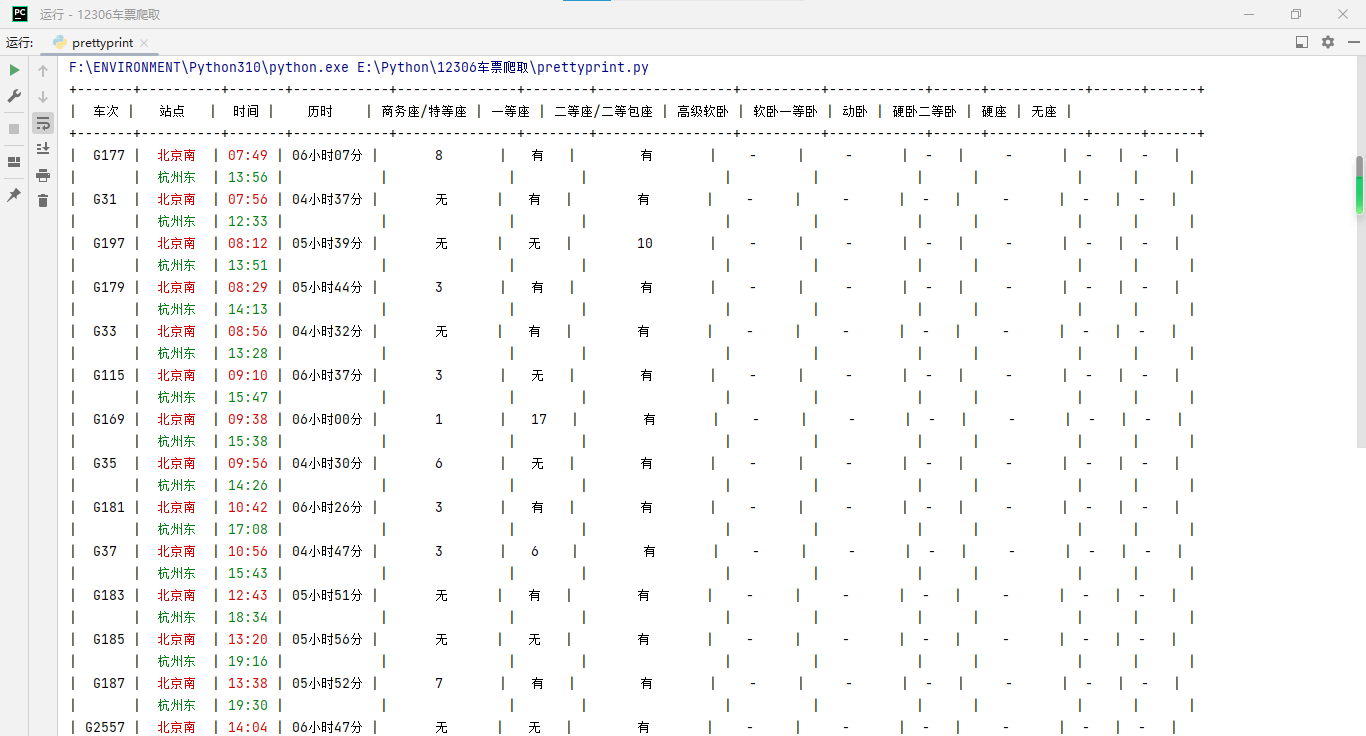 PC 运行 - 12306车票爬取
运行: prettyprint
F:\ENVIRONMENT\Python310\python.exe E:\Python\12306车票爬取\prettyprint.py
+-------+----------+--------+------------+---------------+--------+----------------+------------+----------+------------+------+------+
| 车次 | 站点 | 时间 | 历时 | 商务座/特等座 | 一等座 | 二等座/二等包座 | 高级软卧 | 软卧一等卧 | 动卧 | 硬卧二等卧 | 硬座 | 无座 |
+-------+----------+--------+------------+---------------+--------+----------------+------------+----------+------------+------+------+
| G177 | 北京南 | 07:49 | 06小时07分 | 8 | 有 | 有 | - | - | - | - | - | - |
| | 杭州东 | 13:56 | | | | | | | | | | |
| G31 | 北京南 | 07:56 | 04小时37分 | 无 | 有 | 有 | - | - | - | - | - | - |
| | 杭州东 | 12:33 | | | | | | | | | | |
| G197 | 北京南 | 08:12 | 05小时39分 | 无 | 无 | 10 | - | - | - | - | - | - |
| | 杭州东 | 13:51 | | | | | | | | | | |
| G179 | 北京南 | 08:29 | 05小时44分 | 3 | 有 | 有 | - | - | - | - | - | - |
| | 杭州东 | 14:13 | | | | | | | | | | |
| G33 | 北京南 | 08:56 | 04小时32分 | 无 | 有 | 有 | - | - | - | - | - | - |
| | 杭州东 | 13:28 | | | | | | | | | | |
| G115 | 北京南 | 09:10 | 06小时37分 | 3 | 无 | 有 | - | - | - | - | - | - |
| | 杭州东 | 15:47 | | | | | | | | | | |
| G169 | 北京南 | 09:38 | 06小时00分 | 1 | 17 | 有 | - | - | - | - | - | - |
| | 杭州东 | 15:38 | | | | | | | | | | |
| G35 | 北京南 | 09:56 | 04小时30分 | 6 | 无 | 有 | - | - | - | - | - | - |
| | 杭州东 | 14:26 | | | | | | | | | | |
| G181 | 北京南 | 10:42 | 06小时26分 | 3 | 有 | 有 | - | - | - | - | - | - |
| | 杭州东 | 17:08 | | | | | | | | | | |
| G37 | 北京南 | 10:56 | 04小时47分 | 3 | 6 | 有 | - | - | - | - | - | - |
| | 杭州东 | 15:43 | | | | | | | | | | |
| G183 | 北京南 | 12:43 | 05小时51分 | 无 | 有 | 有 | - | - | - | - | - | - |
| | 杭州东 | 18:34 | | | | | | | | | | |
| G185 | 北京南 | 13:20 | 05小时56分 | 无 | 无 | 有 | - | - | - | - | - | - |
| | 杭州东 | 19:16 | | | | | | | | | | |
| G187 | 北京南 | 13:38 | 05小时52分 | 7 | 有 | 有 | - | - | - | - | - | - |
| | 杭州东 | 19:30 | | | | | | | | | | |
| G2557 | 北京南 | 14:04 | 06小时47分 | 无 | 无 | 有 | - | - | - | - | - | - |